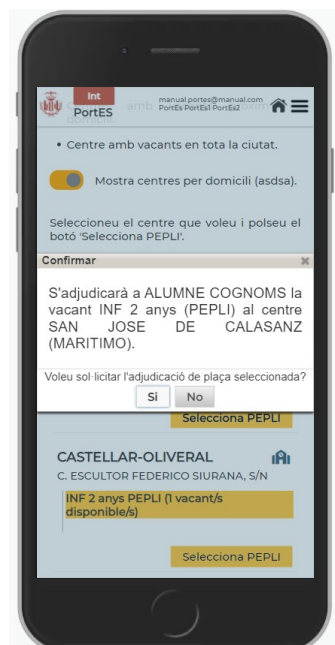 Int
PortES
manual.portes@manual.com
PortEs PortEs1 PortEs2
• Centre amb vacants en tota la ciutat.
Mostra centres per domicili (asdsa).
Seleccioneu el centre que voleu i polseu el
botó 'Selecciona PEPLI'.
Confirmar
S'adjudicarà a ALUMNE COGNOMS la
vacant INF 2 anys (PEPLI) al centre
SAN JOSE DE CALASANZ
(MARITIMO).
Voleu sol·licitar l'adjudicació de plaça seleccionada?
Si No
Selecciona PEPLI
CASTELLAR-OLIVERAL
C. ESCULTOR FEDERICO SIURANA, S/N
INF 2 anys PEPLI (1 vacant/s
disponible/s)
Selecciona PEPLI